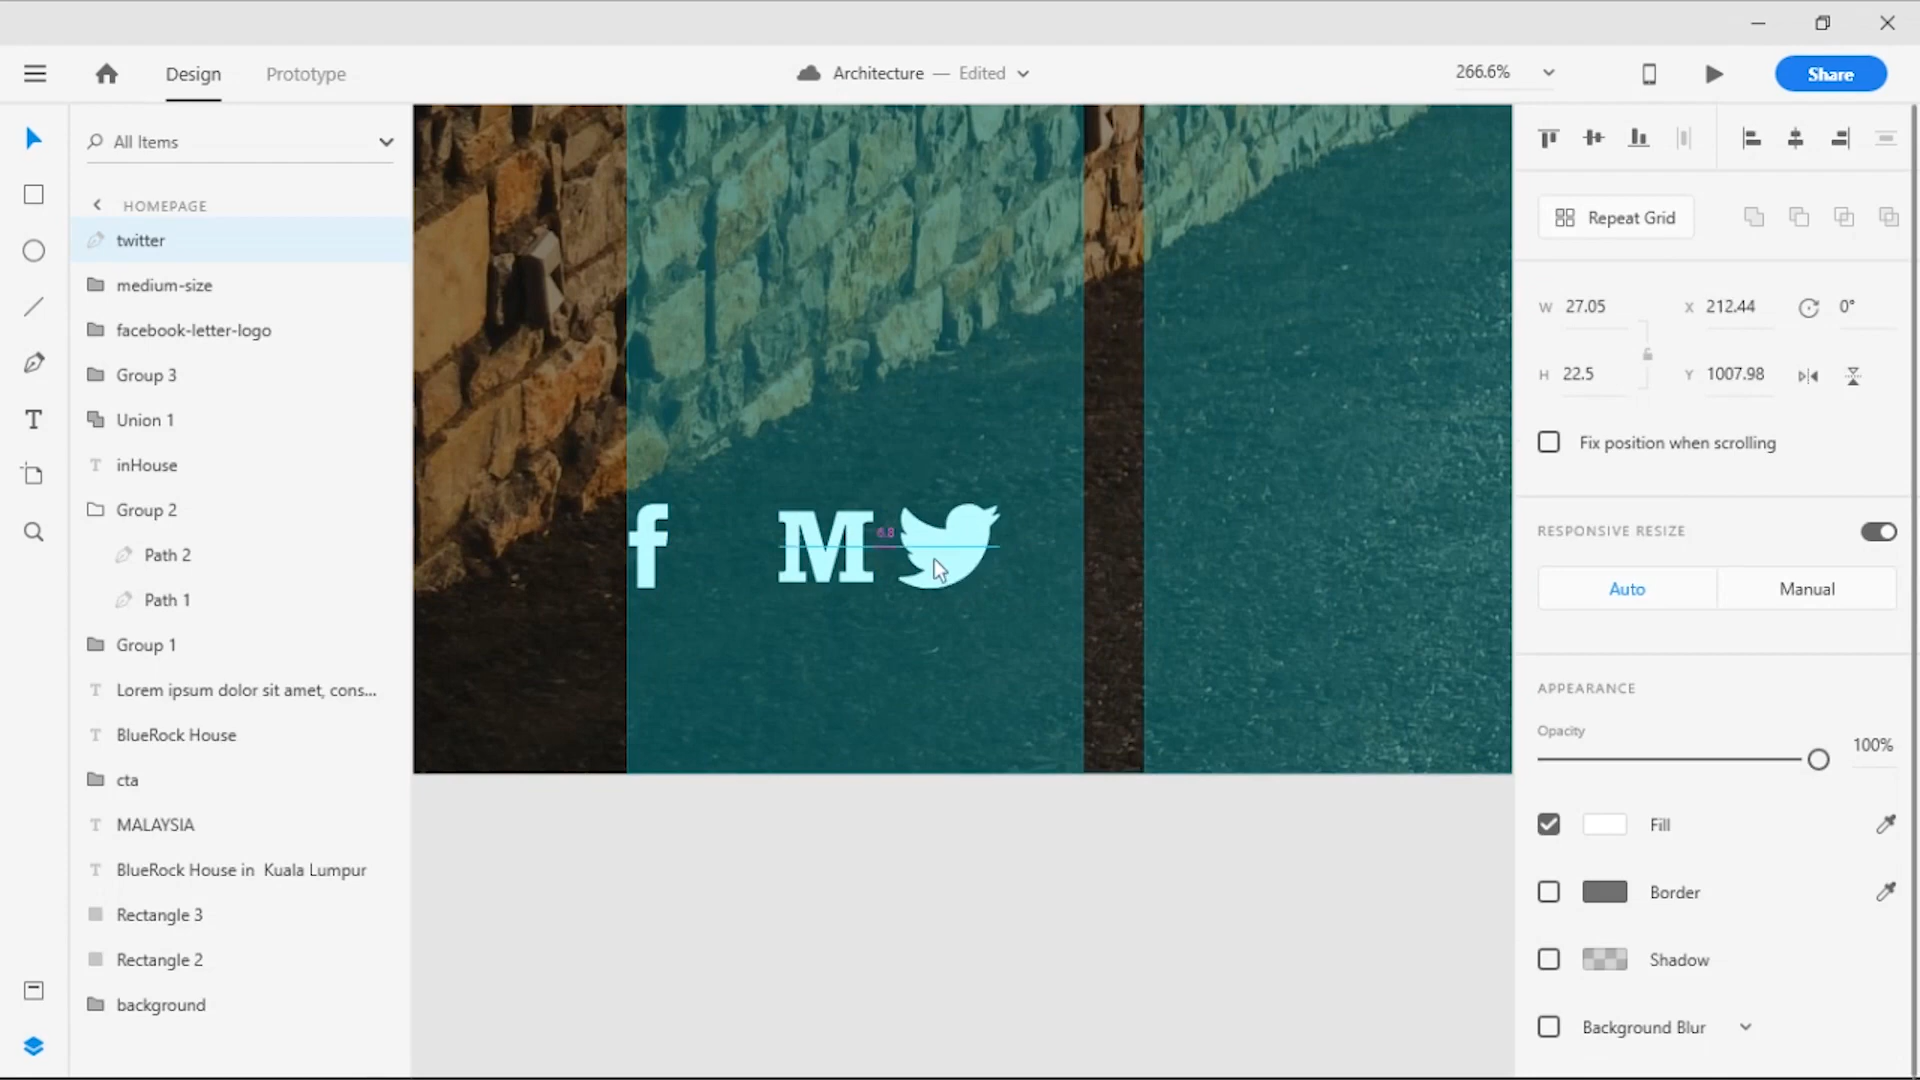 Design
Prototype
Architecture — Edited
266.6%
Share
All Items
HOMEPAGE
twitter
medium-size
facebook-letter-logo
Group 3
Union 1
inHouse
Group 2
Path 2
Path 1
Group 1
Lorem ipsum dolor sit amet, cons...
BlueRock House
cta
MALAYSIA
BlueRock House in  Kuala Lumpur
Rectangle 3
Rectangle 2
background
f M 6.8
Repeat Grid
W 27.05 X 212.44 0°
H 22.5 Y 1007.98
Fix position when scrolling
RESPONSIVE RESIZE
Auto Manual
APPEARANCE
Opacity
100%
Fill
Border
Shadow
Background Blur